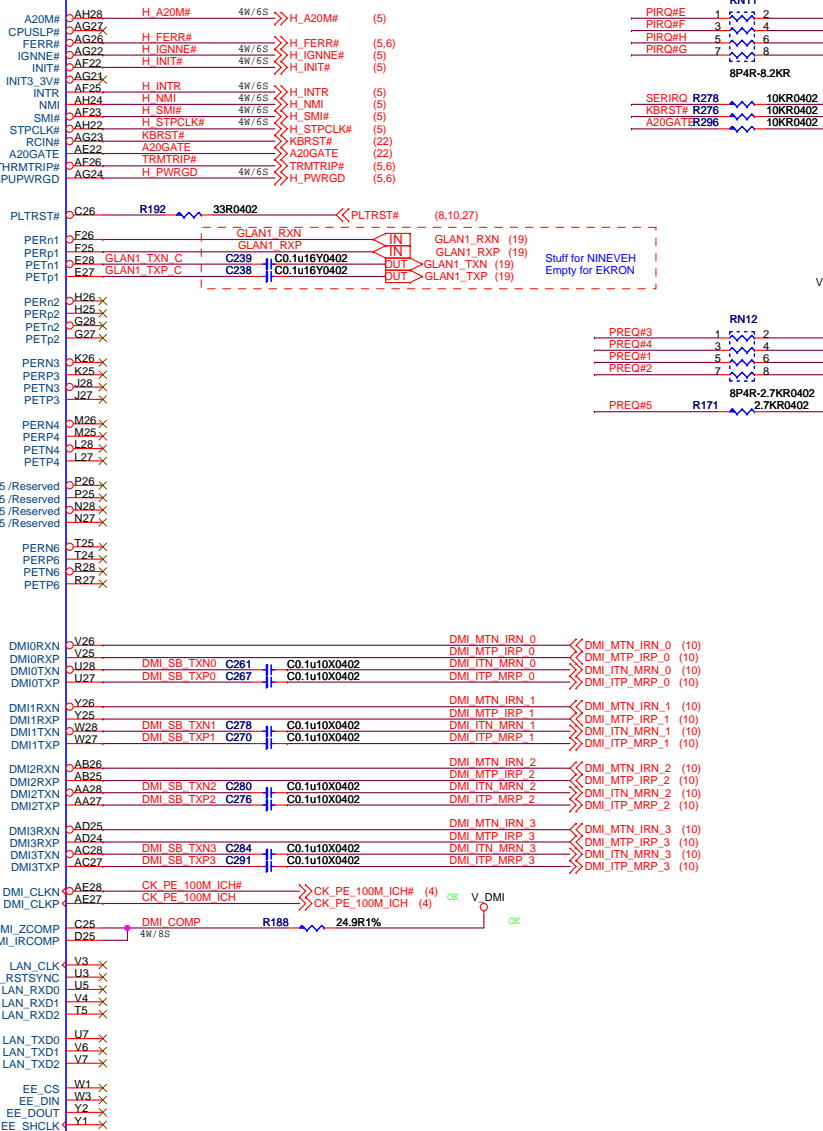 A20M# AH28 H_A20M# 4W/6S H_A20M# (5)
CPUSLP# AG27
FERR# AG26 H_FERR# H_FERR# (5,6)
IGNNE# AG22 H_IGNNE# 4W/6S H_IGNNE# (5)
INIT# AF22 H_INIT# 4W/6S H_INIT# (5)
INIT3_3V# AG21
INTR AF25 H_INTR 4W/6S H_INTR (5)
NMI AH24 H_NMI 4W/6S H_NMI (5)
SMI# AF23 H_SMI# 4W/6S H_SMI# (5)
STPCLK# AH22 H_STPCLK# 4W/6S H_STPCLK# (5)
RCIN# AG23 KBRST# KBRST# (22)
A20GATE AE22 A20GATE A20GATE (22)
THRMTRIP# AF26 TRMTRIP# TRMTRIP# (5,6)
PUPWRGD AG24 H_PWRGD 4W/6S H_PWRGD (5,6)
RN11
PIRQ#E 1 2
PIRQ#F 3 4
PIRQ#H 5 6
PIRQ#G 7 8
8P4R-8.2KR
SERIRQ R278 10KR0402
KBRST# R276 10KR0402
A20GATE R296 10KR0402
PLTRST# C26 R192 33R0402 PLTRST# (8,10,27)
PERn1 F26 GLAN1_RXN IN GLAN1_RXN (19)
PERp1 F25 GLAN1_RXP IN GLAN1_RXP (19)
PETn1 E28 GLAN1_TXN_C C239 C0.1u16Y0402 OUT GLAN1_TXN (19)
PETp1 E27 GLAN1_TXP_C C238 C0.1u16Y0402 OUT GLAN1_TXP (19)
Stuff for NINEVEH
Empty for EKRON
V
PERn2 H26
PERp2 H25
PETn2 G28
PETp2 G27
RN12
PREQ#3 1 2
PREQ#4 3 4
PREQ#1 5 6
PREQ#2 7 8
8P4R-2.7KR0402
PREQ#5 R171 2.7KR0402
PERN3 K26
PERP3 K25
PETN3 J28
PETP3 J27
PERN4 M26
PERP4 M25
PETN4 L28
PETP4 L27
5 /Reserved P26
5 /Reserved P25
5 /Reserved N28
5 /Reserved N27
PERN6 T25
PERP6 T24
PETN6 R28
PETP6 R27
DMI0RXN V26 DMI_MTN_IRN_0 DMI_MTN_IRN_0 (10)
DMI0RXP V25 DMI_MTP_IRP_0 DMI_MTP_IRP_0 (10)
DMI0TXN U28 DMI_SB_TXN0 C261 C0.1u10X0402 DMI_ITN_MRN_0 DMI_ITN_MRN_0 (10)
DMI0TXP U27 DMI_SB_TXP0 C267 C0.1u10X0402 DMI_ITP_MRP_0 DMI_ITP_MRP_0 (10)
DMI1RXN Y26 DMI_MTN_IRN_1 DMI_MTN_IRN_1 (10)
DMI1RXP Y25 DMI_MTP_IRP_1 DMI_MTP_IRP_1 (10)
DMI1TXN W28 DMI_SB_TXN1 C278 C0.1u10X0402 DMI_ITN_MRN_1 DMI_ITN_MRN_1 (10)
DMI1TXP W27 DMI_SB_TXP1 C270 C0.1u10X0402 DMI_ITP_MRP_1 DMI_ITP_MRP_1 (10)
DMI2RXN AB26 DMI_MTN_IRN_2 DMI_MTN_IRN_2 (10)
DMI2RXP AB25 DMI_MTP_IRP_2 DMI_MTP_IRP_2 (10)
DMI2TXN AA28 DMI_SB_TXN2 C280 C0.1u10X0402 DMI_ITN_MRN_2 DMI_ITN_MRN_2 (10)
DMI2TXP AA27 DMI_SB_TXP2 C276 C0.1u10X0402 DMI_ITP_MRP_2 DMI_ITP_MRP_2 (10)
DMI3RXN AD25 DMI_MTN_IRN_3 DMI_MTN_IRN_3 (10)
DMI3RXP AD24 DMI_MTP_IRP_3 DMI_MTP_IRP_3 (10)
DMI3TXN AC28 DMI_SB_TXN3 C284 C0.1u10X0402 DMI_ITN_MRN_3 DMI_ITN_MRN_3 (10)
DMI3TXP AC27 DMI_SB_TXP3 C291 C0.1u10X0402 DMI_ITP_MRP_3 DMI_ITP_MRP_3 (10)
DMI_CLKN AE28 CK_PE_100M_ICH# CK_PE_100M_ICH# (4)
DMI_CLKP AE27 CK_PE_100M_ICH CK_PE_100M_ICH (4) OK V_DMI
MI_ZCOMP C25 DMI_COMP R188 24.9R1% OK
MI_IRCOMP D25 4W/8S
LAN_CLK V3
_RSTSYNC U3
LAN_RXD0 U5
LAN_RXD1 V4
LAN_RXD2 T5
LAN_TXD0 U7
LAN_TXD1 V6
LAN_TXD2 V7
EE_CS W1
EE_DIN W3
EE_DOUT Y2
EE_SHCLK Y1